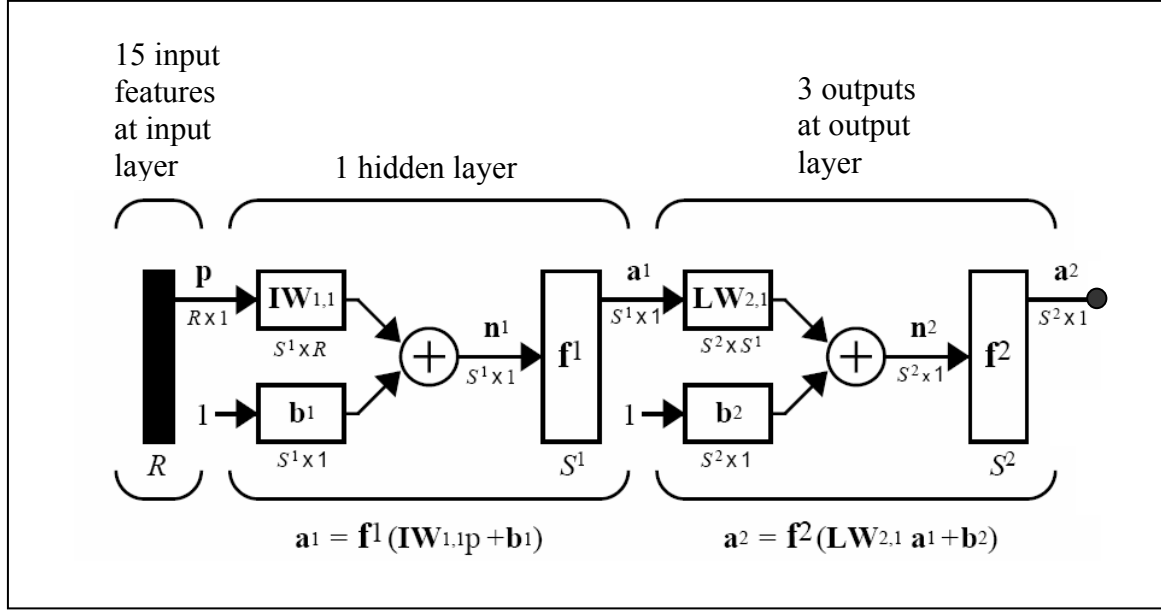 15 input
features
at input
layer
1 hidden layer
3 outputs
at output
layer
p
R x 1
IW1,1
S1 x R
1
b1
S1 x 1
n1
S1 x 1
f1
a1
S1 x 1
LW2,1
S2 x S1
1
b2
S2 x 1
n2
S2 x 1
f2
a2
S2 x 1
R
S1
S2
a1 = f1 (IW1,1p +b1)
a2 = f2 (LW2,1 a1 +b2)